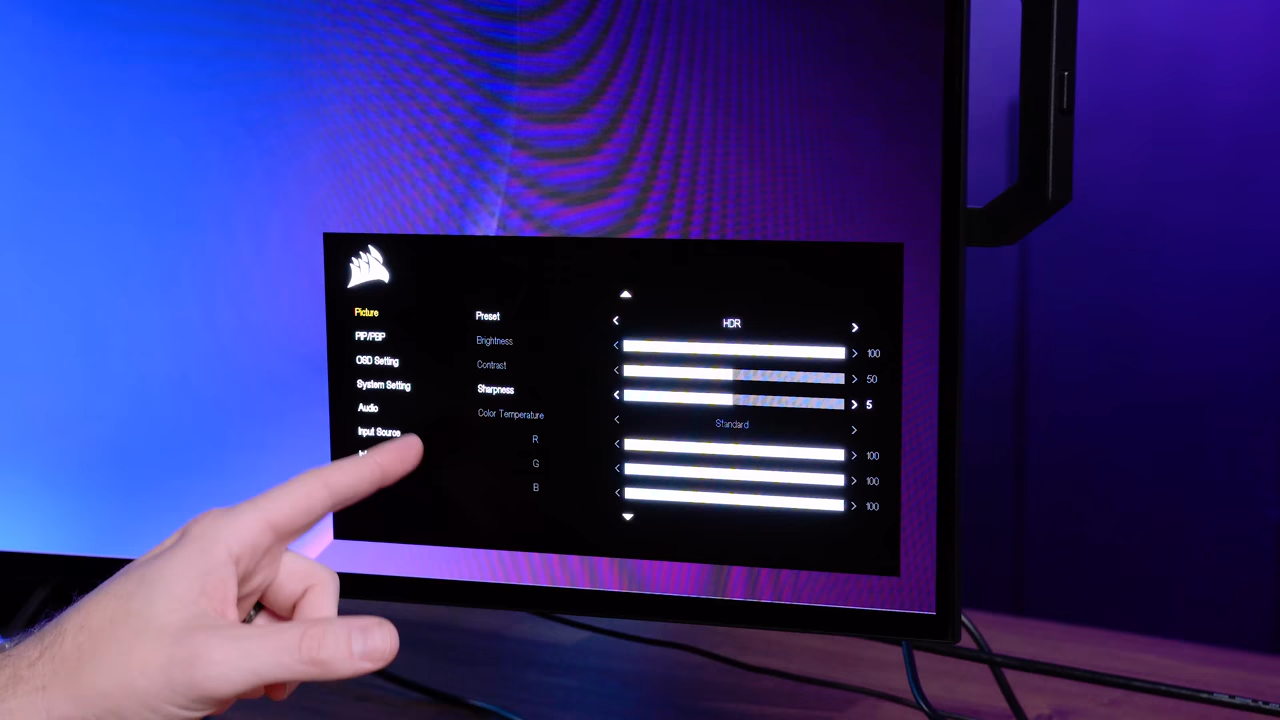 Picture
PIP/PBP
OSD Setting
System Setting
Audio
Input Source
Preset
HDR
Brightness
100
Contrast
50
Sharpness
5
Color Temperature
Standard
R
100
G
100
B
100